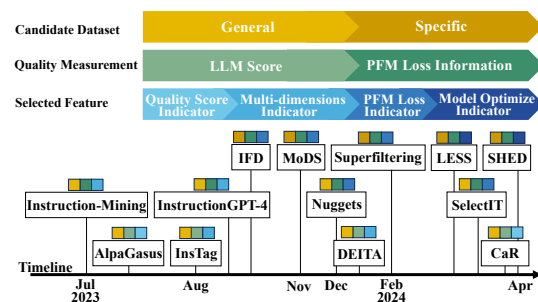 Candidate Dataset
General
Specific
Quality Measurement
LLM Score
PFM Loss Information
Selected Feature
Quality Score
Indicator
Multi-dimensions
Indicator
PFM Loss
Indicator
Model Optimize
Indicator
IFD
MoDS
Superfiltering
LESS
SHED
Instruction-Mining
InstructionGPT-4
Nuggets
SelectIT
AlpaGasus
InsTag
DEITA
CaR
Timeline
Jul
2023
Aug
Nov
Dec
Feb
2024
Apr